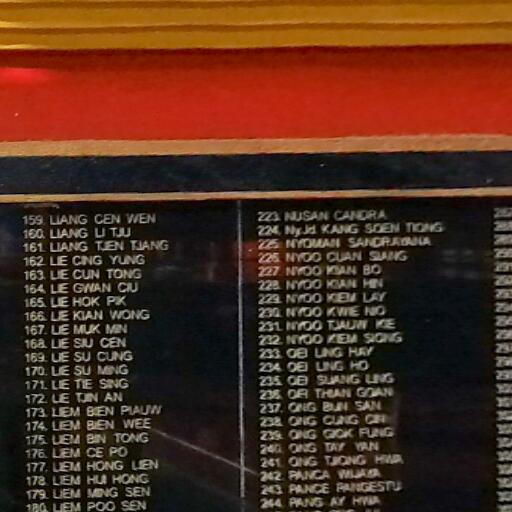 159. LIANG CEN WEN
160. LIANG LI TJU
161. LIANG TJEN TJANG
162. LIE CING YUNG
163. LIE CUN TONG
164. LIE GWAN CIU
165. LIE HOK PIK
166. LIE KIAN WONG
167. LIE MUK MIN
168. LIE SIU CEN
169. LIE SU CUNG
170. LIE SU MING
171. LIE TIE SING
172. LIE TJIN AN
173. LIEM BIEN PIAUW
174. LIEM BIEN WEE
175. LIEM BIN TONG
176. LIEM CE PO
177. LIEM HONG LIEN
178. LIEM HUI HONG
179. LIEM MING SEN
180. LIEM POO SEN
223. NUSAN CANDRA
224. Ny.Jd. KANG SOEN TIONG
225. NYOMAN SANDRAYANA
226. NYOO CUAN SIANG
227. NYOO KIAN BO
228. NYOO KIAN HIN
229. NYOO KIEM LAY
230. NYOO KWIE NIO
231. NYOO TJAUW KIE
232. NYOO KIEM SIONG
233. OEI LING HAY
234. OEI LING HO
235. OEI SUANG LING
236. OEI THIAN GOAN
237. ONG BUN SAN
238. ONG CUNG CIN
239. ONG GIOK FUNG
240. ONG TAY YAN
241. ONG TJIONG HWA
242. PANCA WIJAYA
243. PANCE PANGESTU
244. PANG AY HWA